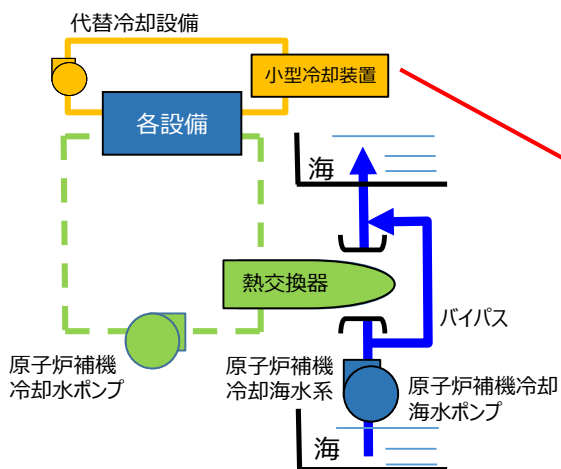 代替冷却設備
小型冷却装置
各設備
海
熱交換器
バイパス
原子炉補機
冷却水ポンプ
原子炉補機
冷却海水系
原子炉補機冷却
海水ポンプ
海